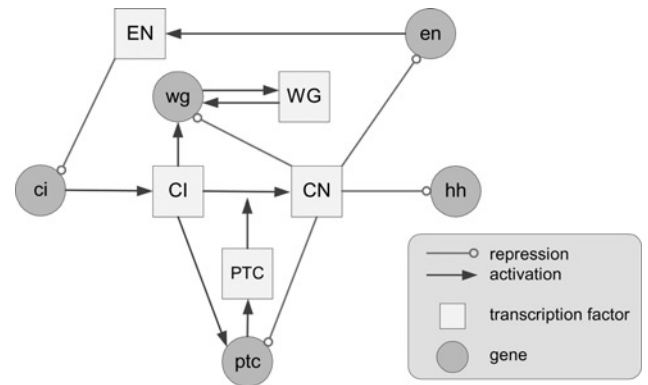 EN
en
wg
WG
ci
CI
CN
hh
PTC
ptc
repression
activation
transcription factor
gene